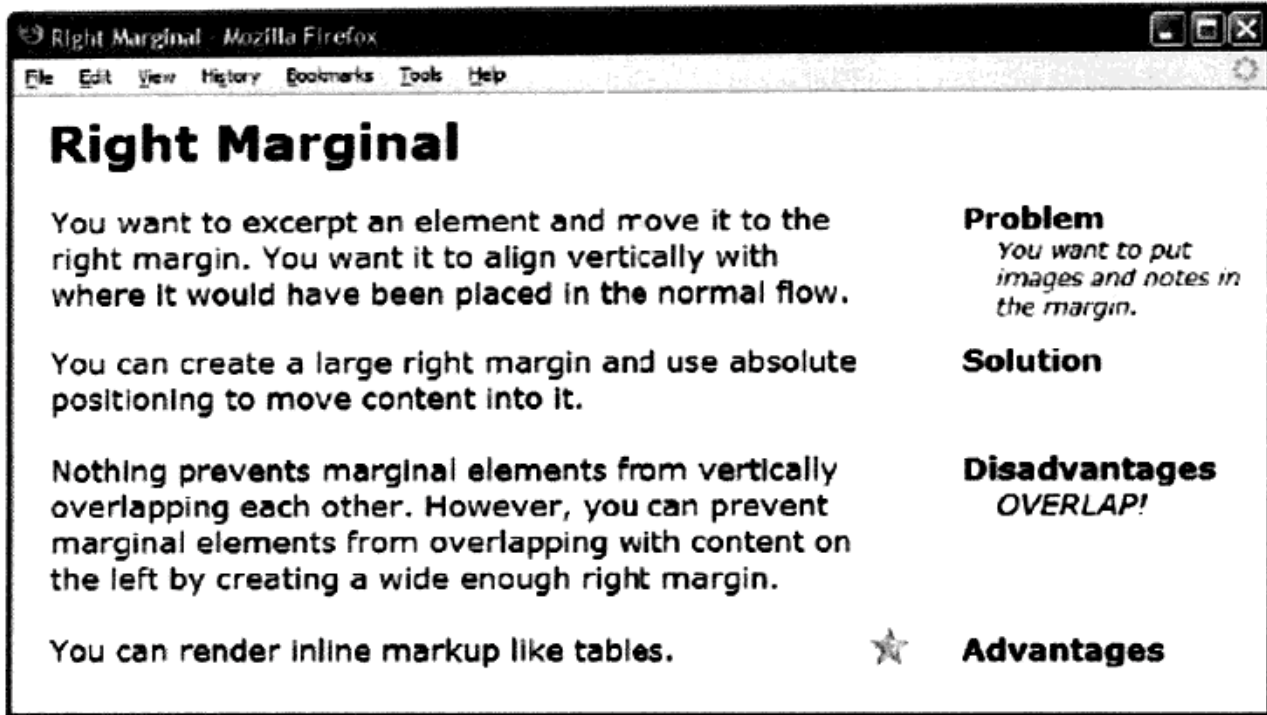 Right Marginal - Mozilla Firefox
File Edit View History Bookmarks Tools Help
Right Marginal
You want to excerpt an element and move it to the
right margin. You want it to align vertically with
where it would have been placed in the normal flow.
Problem
You want to put
images and notes in
the margin.
You can create a large right margin and use absolute
positioning to move content into it.
Solution
Nothing prevents marginal elements from vertically
overlapping each other. However, you can prevent
marginal elements from overlapping with content on
the left by creating a wide enough right margin.
Disadvantages
OVERLAP!
You can render inline markup like tables.
Advantages